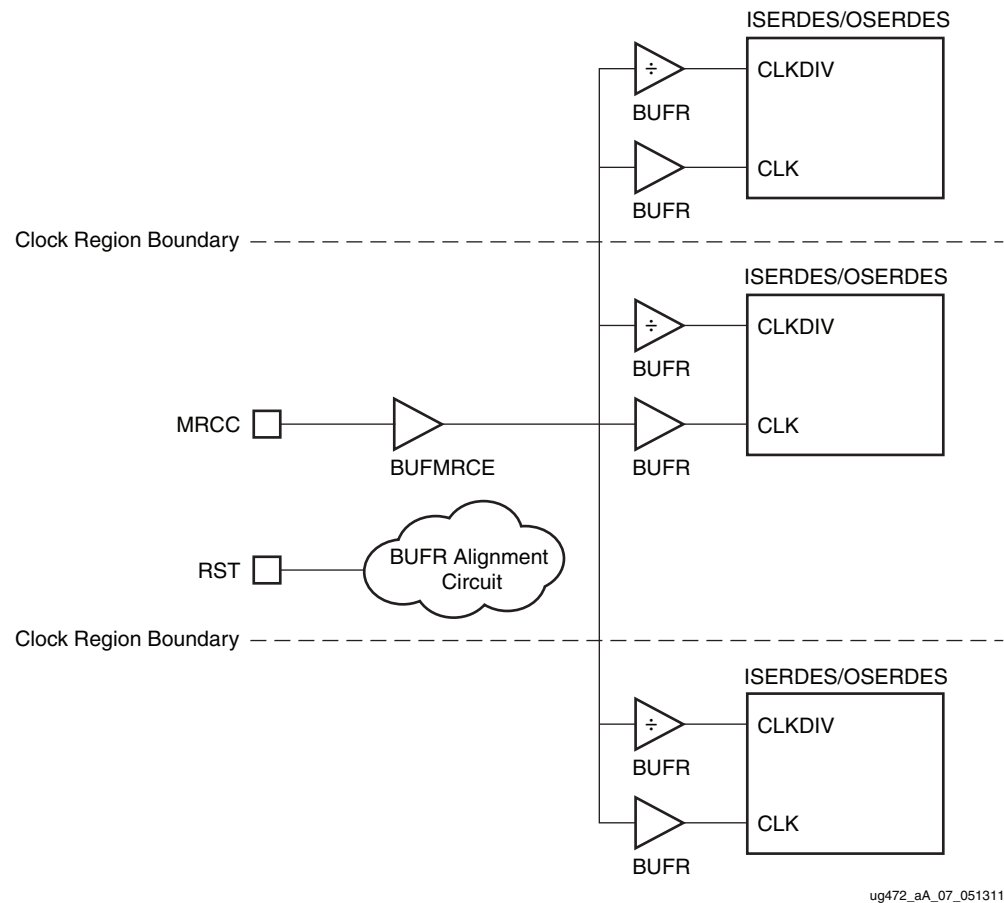 ISERDES/OSERDES
÷
CLKDIV
BUFR
CLK
BUFR
Clock Region Boundary
ISERDES/OSERDES
÷
CLKDIV
BUFR
MRCC
CLK
BUFMRCE
BUFR
RST
BUFR Alignment
Circuit
Clock Region Boundary
ISERDES/OSERDES
÷
CLKDIV
BUFR
CLK
BUFR
ug472_aA_07_051311